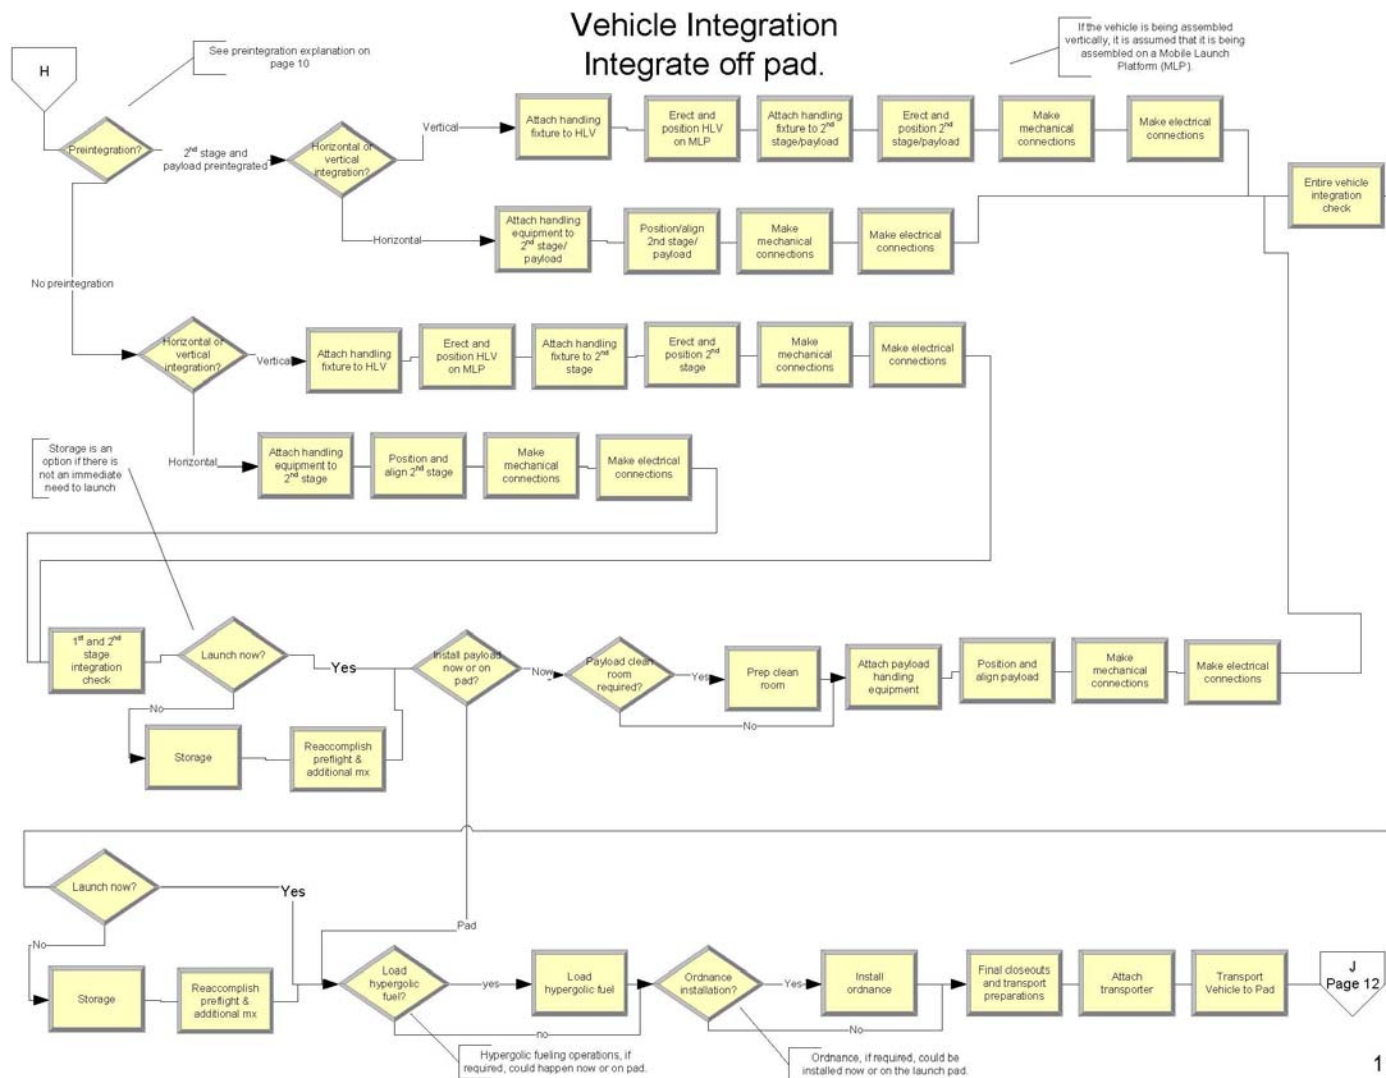 Vehicle Integration
Integrate off pad.
H
See preintegration explanation on
page 10
If the vehicle is being assembled
vertically, it is assumed that it is being
assembled on a Mobile Launch
Platform (MLP).
Preintegration?
2nd stage and
payload preintegrated
Horizontal or
vertical
integration?
Vertical
Attach handling
fixture to HLV
Erect and
position HLV
on MLP
Attach handling
fixture to 2nd
stage/payload
Erect and
position 2nd
stage/payload
Make
mechanical
connections
Make electrical
connections
Entire vehicle
integration
check
Horizontal
Attach handling
equipment to
2nd stage/
payload
Position/align
2nd stage/
payload
Make
mechanical
connections
Make electrical
connections
No preintegration
Horizontal or
vertical
integration?
Vertical
Attach handling
fixture to HLV
Erect and
position HLV
on MLP
Attach handling
fixture to 2nd
stage
Erect and
position 2nd
stage
Make
mechanical
connections
Make electrical
connections
Storage is an
option if there is
not an immediate
need to launch
Horizontal
Attach handling
equipment to
2nd stage
Position and
align 2nd stage
Make
mechanical
connections
Make electrical
connections
1st and 2nd
stage
integration
check
Launch now?
Yes
Install payload
now or on
pad?
Now
Payload clean
room
required?
Yes
Prep clean
room
Attach payload
handling
equipment
Position and
align payload
Make
mechanical
connections
Make electrical
connections
No
No
Storage
Reaccomplish
preflight &
additional mx
Launch now?
Yes
Pad
No
Storage
Reaccomplish
preflight &
additional mx
Load
hypergolic
fuel?
yes
Load
hypergolic fuel
Ordnance
installation?
Yes
Install
ordnance
Final closeouts
and transport
preparations
Attach
transporter
Transport
Vehicle to Pad
J
Page 12
no
No
Hypergolic fueling operations, if
required, could happen now or on pad.
Ordnance, if required, could be
installed now or on the launch pad.
1